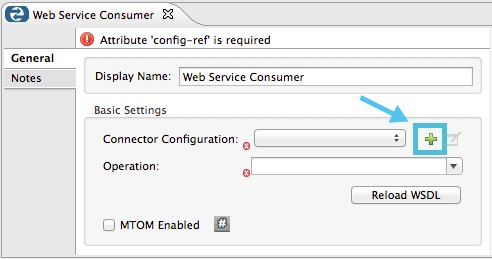 Web Service Consumer
Attribute 'config-ref' is required
General
Notes
Display Name: Web Service Consumer
Basic Settings
Connector Configuration:
Operation:
Reload WSDL
MTOM Enabled #